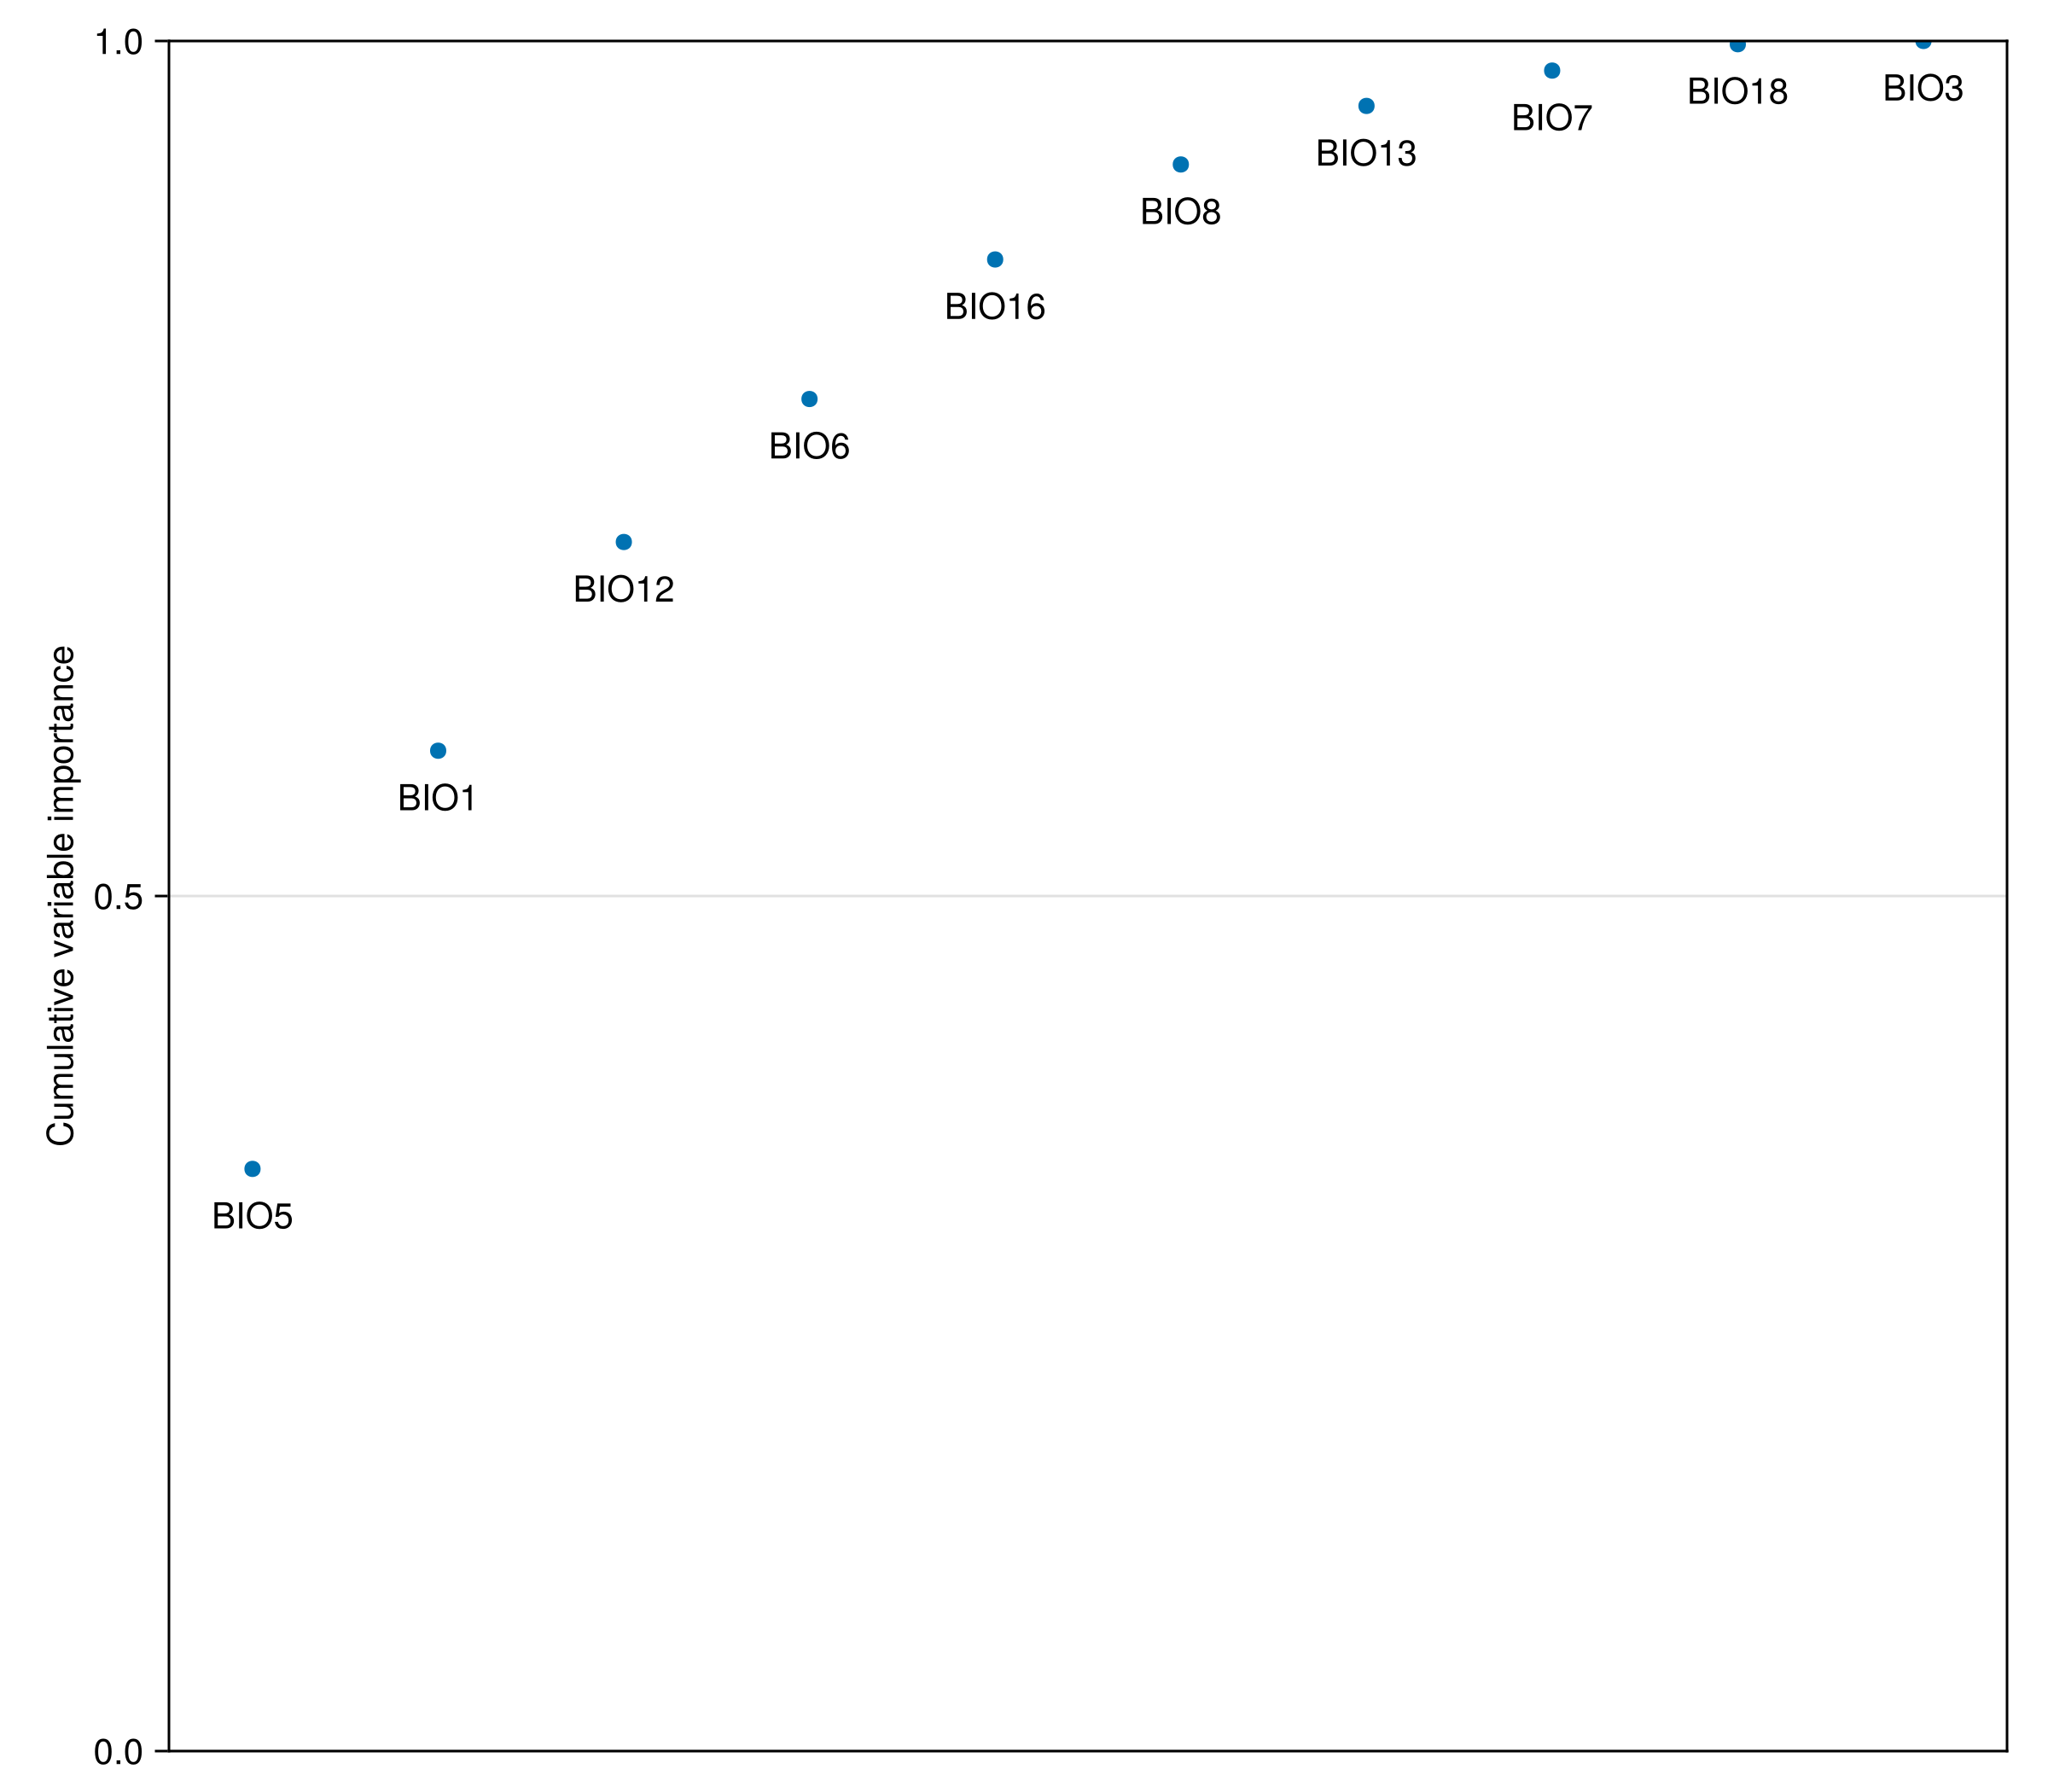 1.0
BIO3
BIO18
BIO7
BIO13
BIO8
BIO16
BIO6
BIO12
Cumulative variable importance
BIO1
0.5
BIO5
0.0